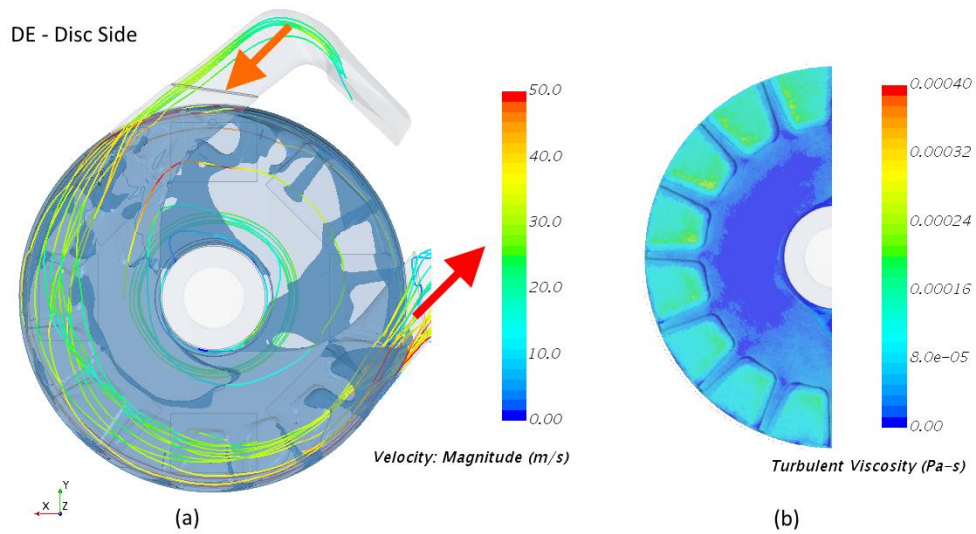 DE - Disc Side
50.0
40.0
30.0
20.0
10.0
0.00
Velocity: Magnitude (m/s)
Y
X
Z
(a)
0.00040
0.00032
0.00024
0.00016
8.0e-05
0.00
Turbulent Viscosity (Pa-s)
(b)